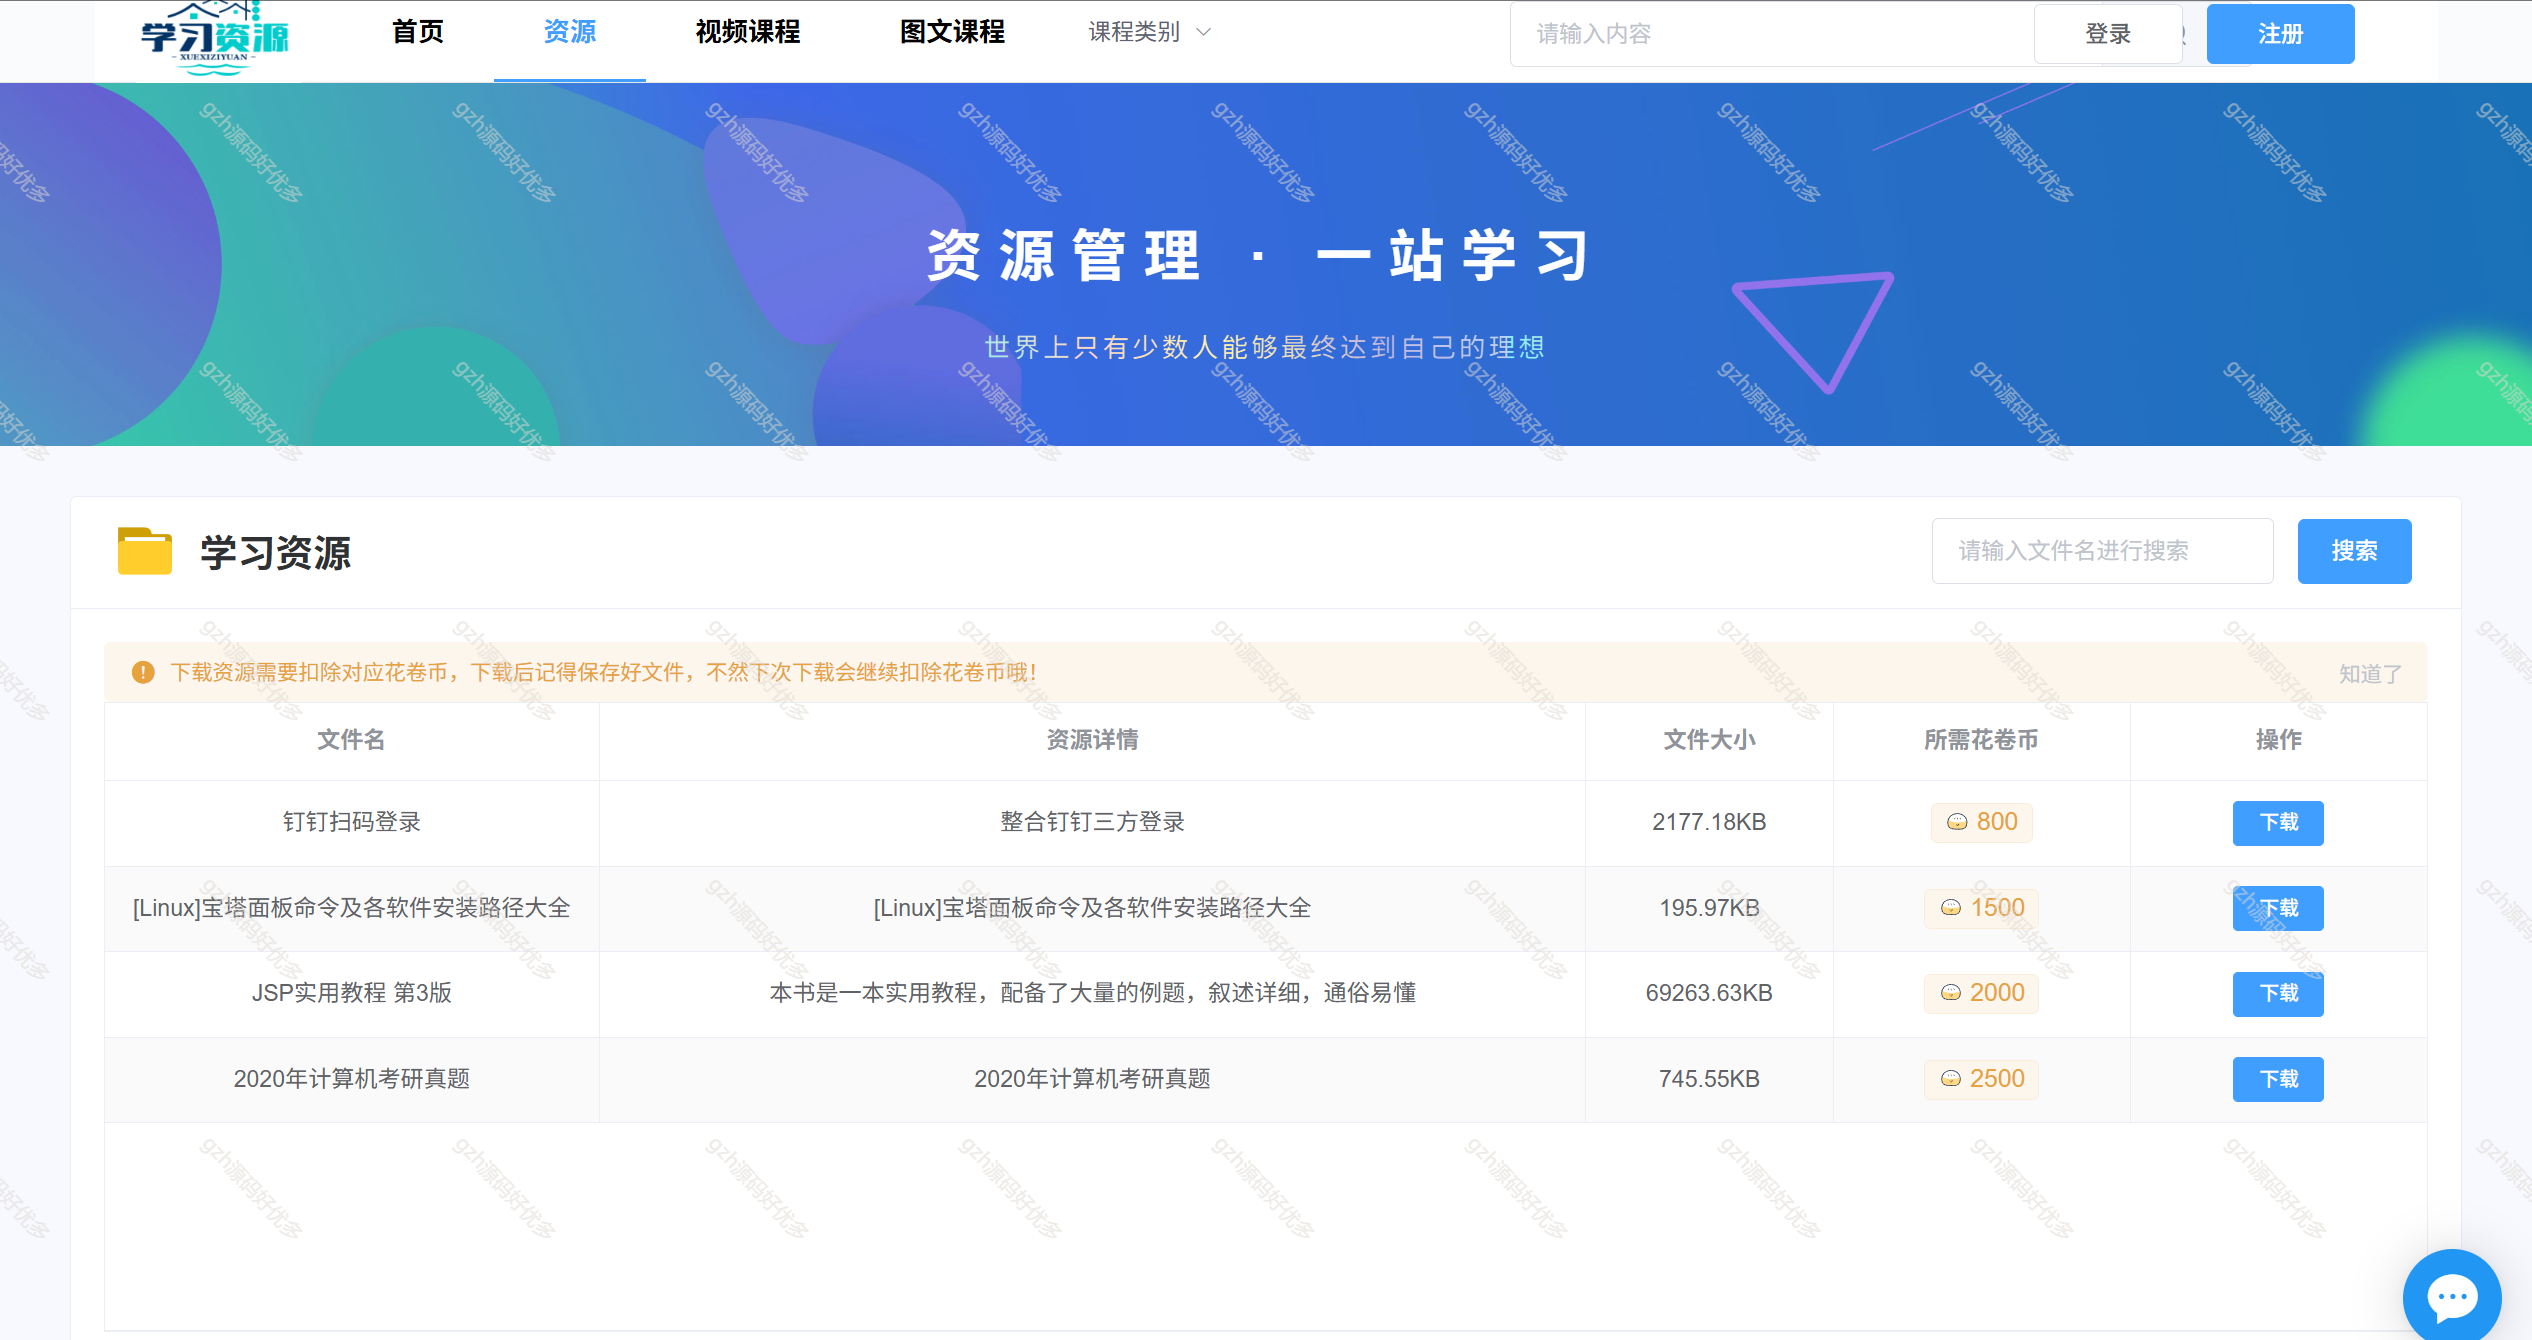 学习资源
- XUEXIZIYUAN -
首页
资源
视频课程
图文课程
课程类别
请输入内容
登录
注册
资源管理 · 一站学习
世界上只有少数人能够最终达到自己的理想
学习资源
请输入文件名进行搜索
搜索
下载资源需要扣除对应花卷币，下载后记得保存好文件，不然下次下载会继续扣除花卷币哦！
知道了
文件名 资源详情 文件大小 所需花卷币 操作
钉钉扫码登录 整合钉钉三方登录 2177.18KB 800 下载
[Linux]宝塔面板命令及各软件安装路径大全 [Linux]宝塔面板命令及各软件安装路径大全 195.97KB 1500 下载
JSP实用教程 第3版 本书是一本实用教程，配备了大量的例题，叙述详细，通俗易懂 69263.63KB 2000 下载
2020年计算机考研真题 2020年计算机考研真题 745.55KB 2500 下载
gzh源码好优多